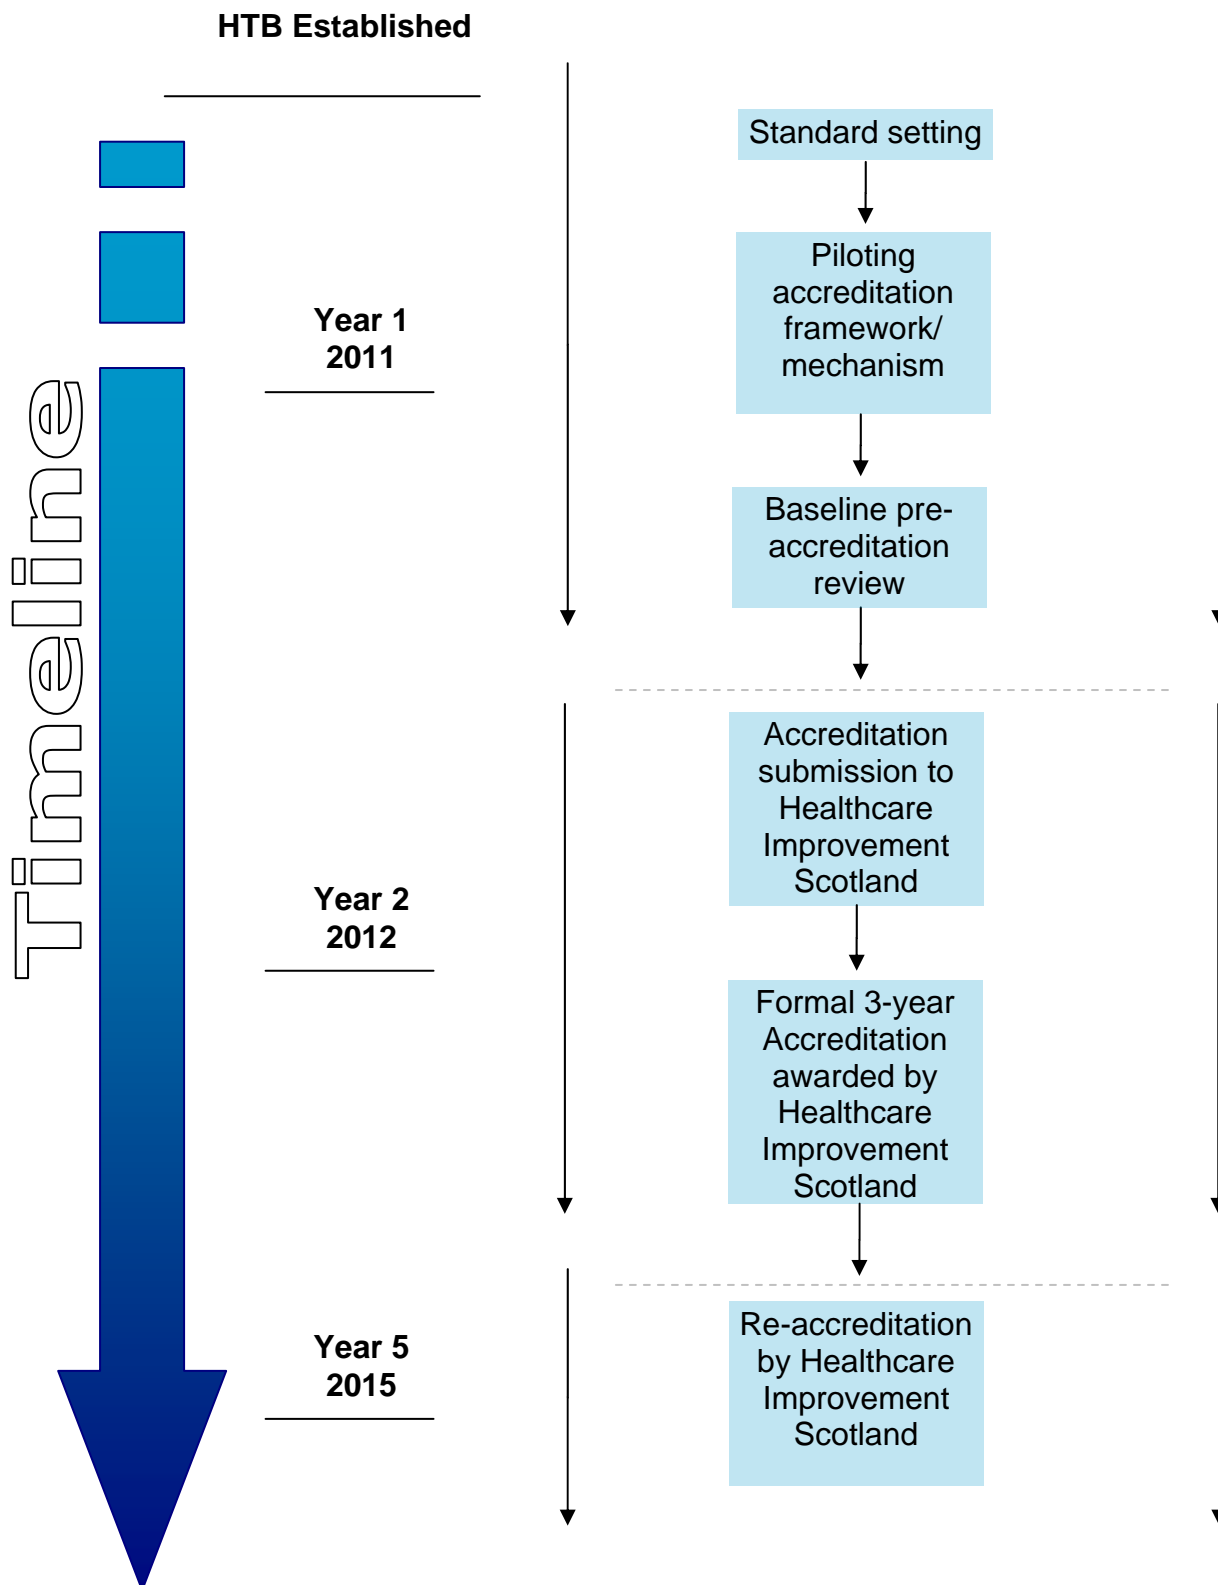 HTB Established
Standard setting
Piloting
accreditation
framework/
mechanism
Year 1
2011
Timeline
Baseline pre-
accreditation
review
Accreditation
submission to
Healthcare
Improvement
Scotland
Year 2
2012
Formal 3-year
Accreditation
awarded by
Healthcare
Improvement
Scotland
Year 5
2015
Re-accreditation
by Healthcare
Improvement
Scotland